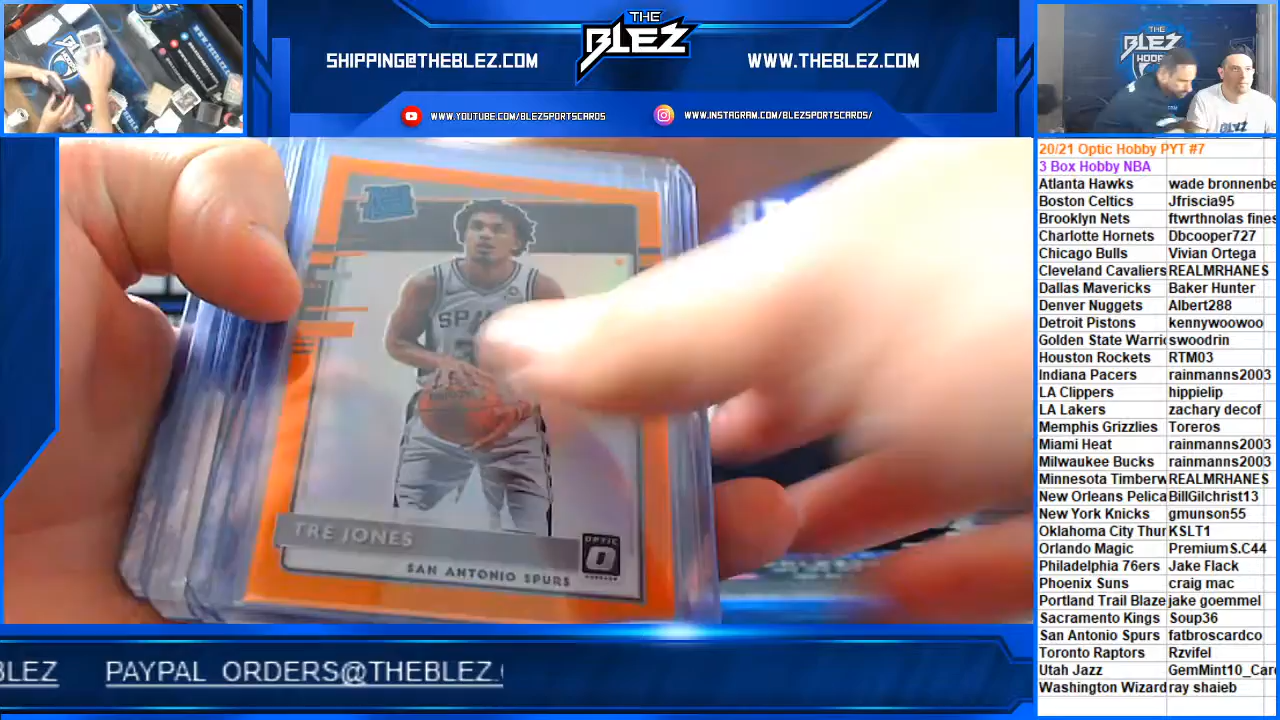 THE
BLEZ
SHIPPING@THEBLEZ.COM
WWW.THEBLEZ.COM
WWW.YOUTUBE.COM/BLEZSPORTSCARDS
WWW.INSTAGRAM.COM/BLEZSPORTSCARDS/
THE
BLEZ
20/21 Optic Hobby PYT #7
3 Box Hobby NBA
Atlanta Hawks wade bronnenbe
Boston Celtics Jfriscia95
Brooklyn Nets ftwrthnolas fines
Charlotte Hornets Dbcooper727
Chicago Bulls Vivian Ortega
Cleveland Cavaliers REALMRHANES
Dallas Mavericks Baker Hunter
Denver Nuggets Albert288
Detroit Pistons kennywoowoo
Golden State Warri swoodrin
Houston Rockets RTM03
Indiana Pacers rainmanns2003
LA Clippers hippielip
LA Lakers zachary decof
Memphis Grizzlies Toreros
Miami Heat rainmanns2003
Milwaukee Bucks rainmanns2003
Minnesota Timberw REALMRHANES
New Orleans Pelica BillGilchrist13
New York Knicks gmunson55
Oklahoma City Thun KSLT1
Orlando Magic PremiumS.C44
Philadelphia 76ers Jake Flack
Phoenix Suns craig mac
Portland Trail Blaze jake goemmel
Sacramento Kings Soup36
San Antonio Spurs fatbroscardco
Toronto Raptors Rzvifel
Utah Jazz GemMint10_Car
Washington Wizard ray shaieb
SPA
TRE JONES
SAN ANTONIO SPURS
OPTIC
BLEZ PAYPAL ORDERS@THEBLEZ.